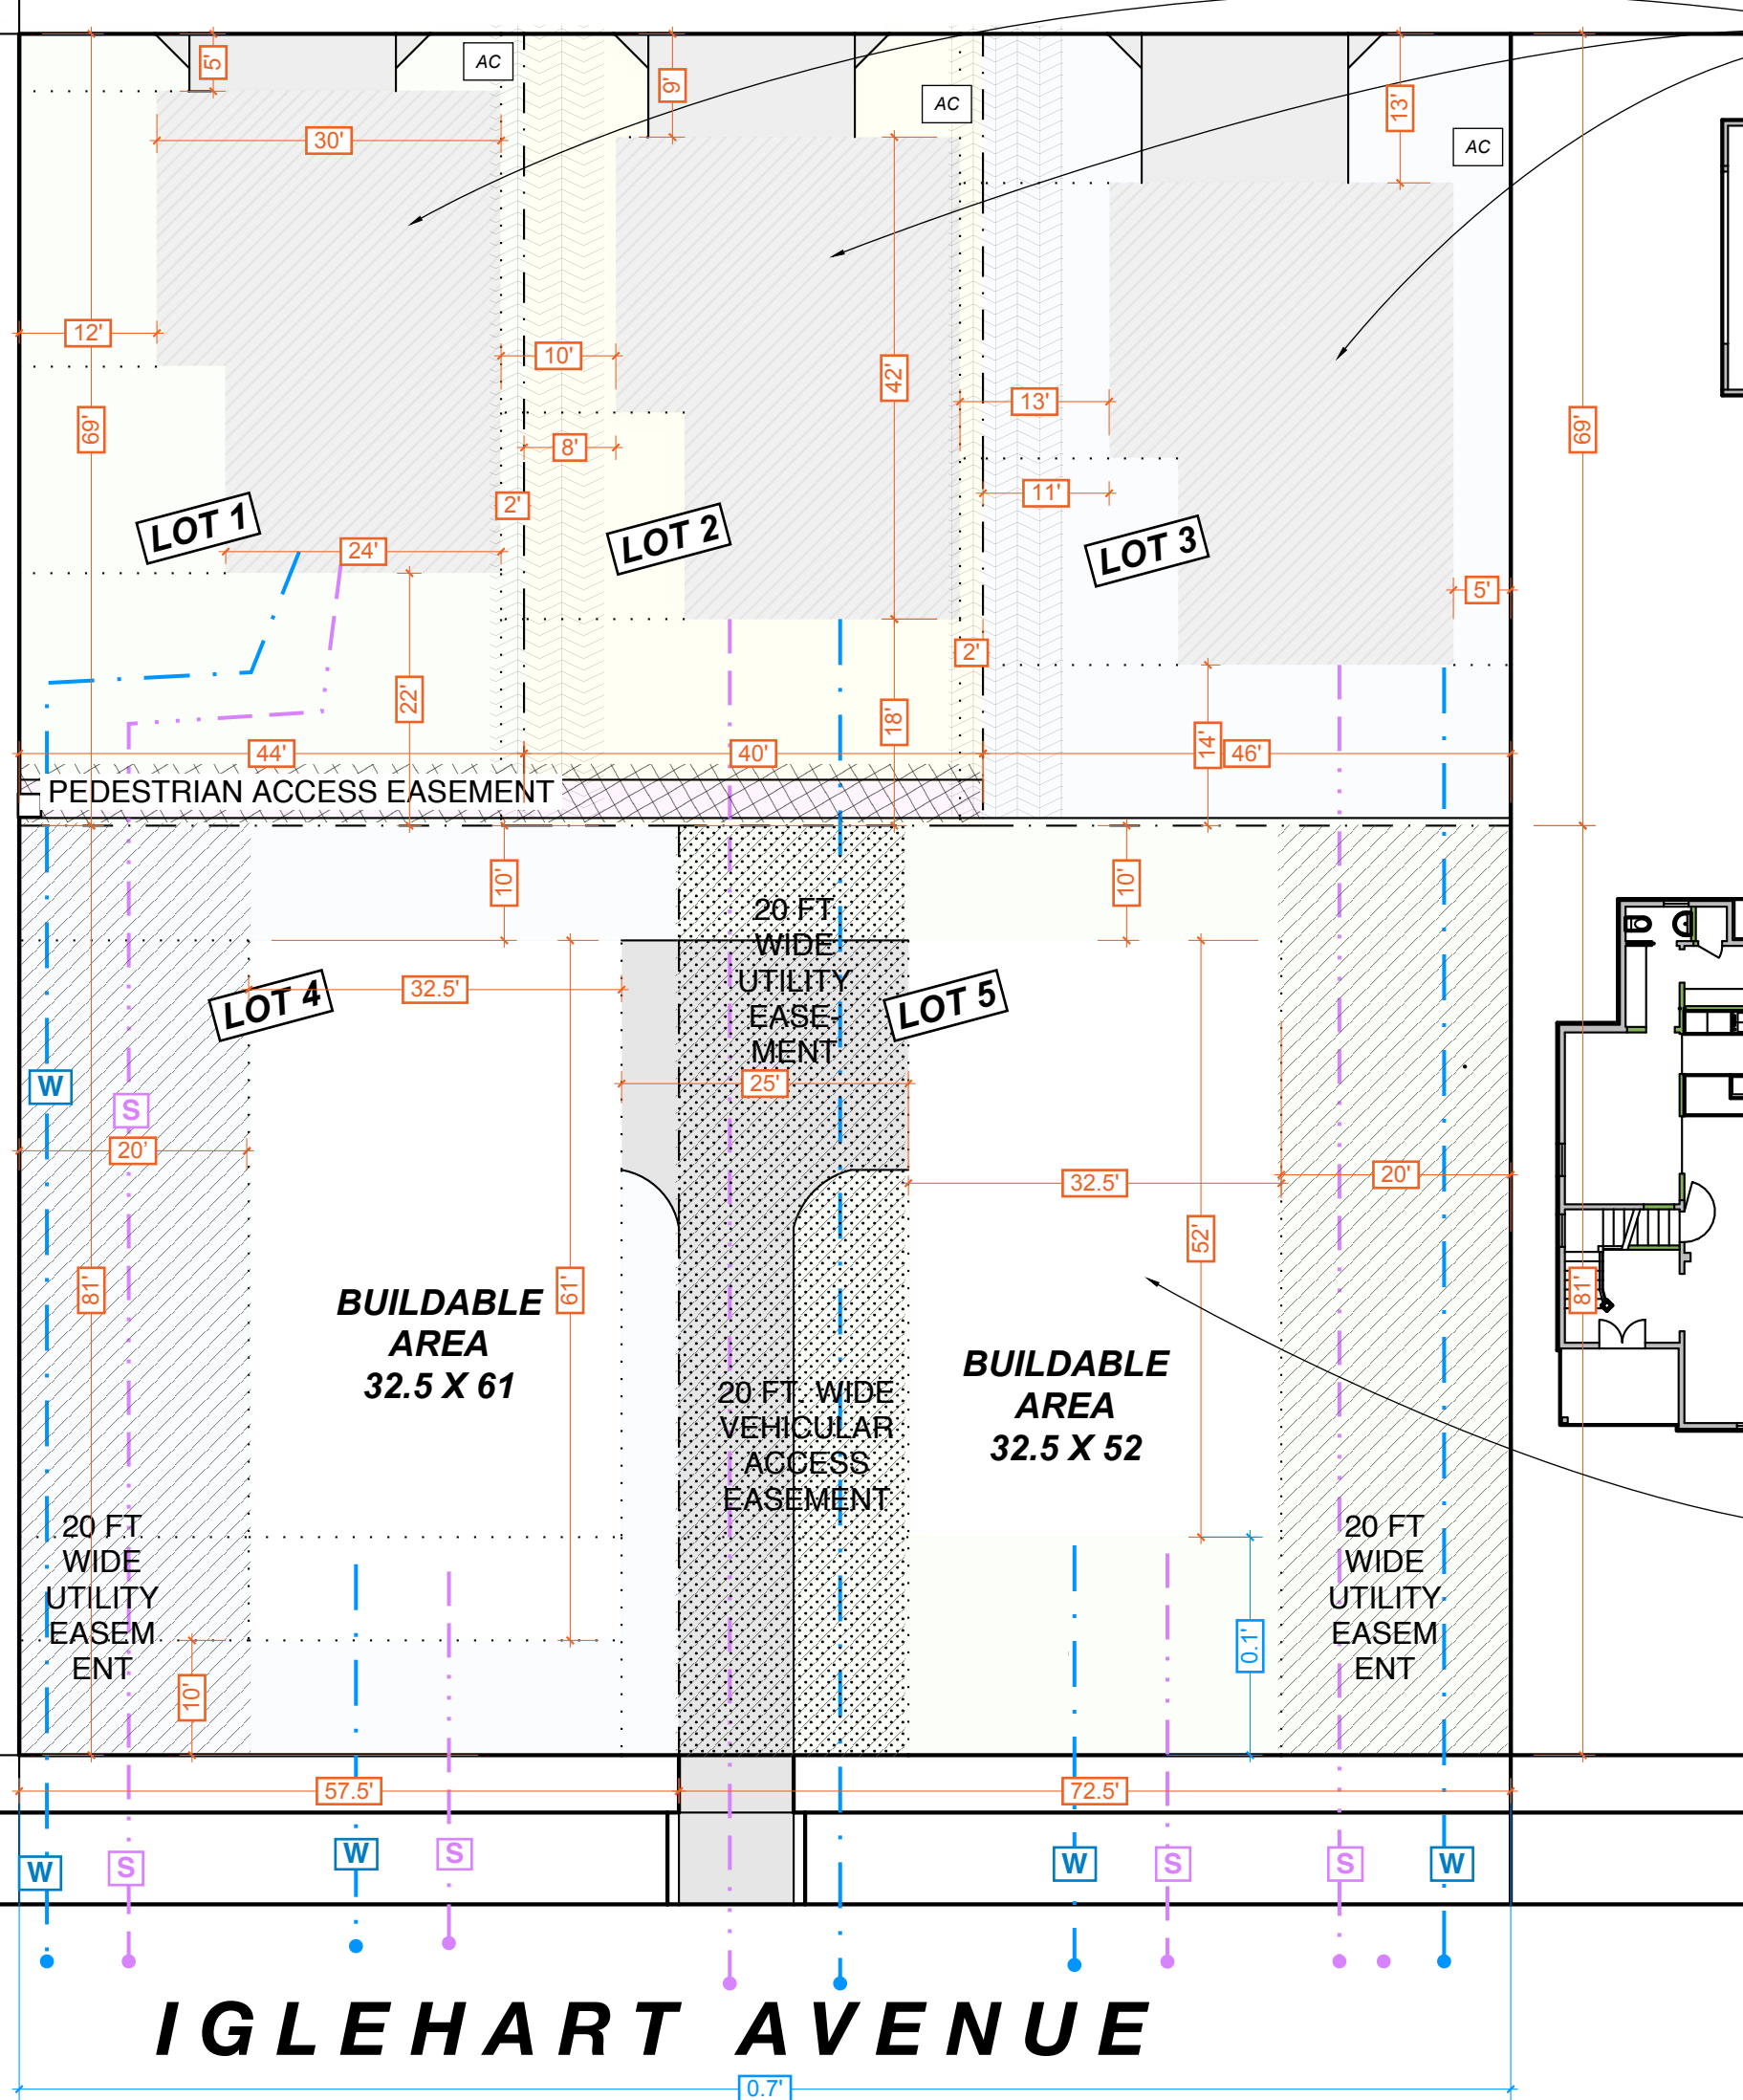 5'
AC
9'
AC
13'
AC
30'
12'
10'
42'
13'
69'
69'
8'
11'
2'
LOT 1
LOT 2
LOT 3
24'
5'
2'
22'
18'
14'
44'
40'
46'
PEDESTRIAN ACCESS EASEMENT
10'
10'
20 FT
WIDE
UTILITY
EASE-
MENT
LOT 4
32.5'
LOT 5
W
S
25'
20'
32.5'
20'
52'
81'
61'
81'
BUILDABLE
AREA
32.5 X 61
BUILDABLE
AREA
32.5 X 52
20 FT. WIDE
VEHICULAR
ACCESS
EASEMENT
20 FT
WIDE
UTILITY
EASEM
ENT
20 FT
WIDE
UTILITY
EASEM
ENT
0.1'
10'
57.5'
72.5'
W
S
W
S
W
S
S
W
IGLEHART AVENUE
0.7'